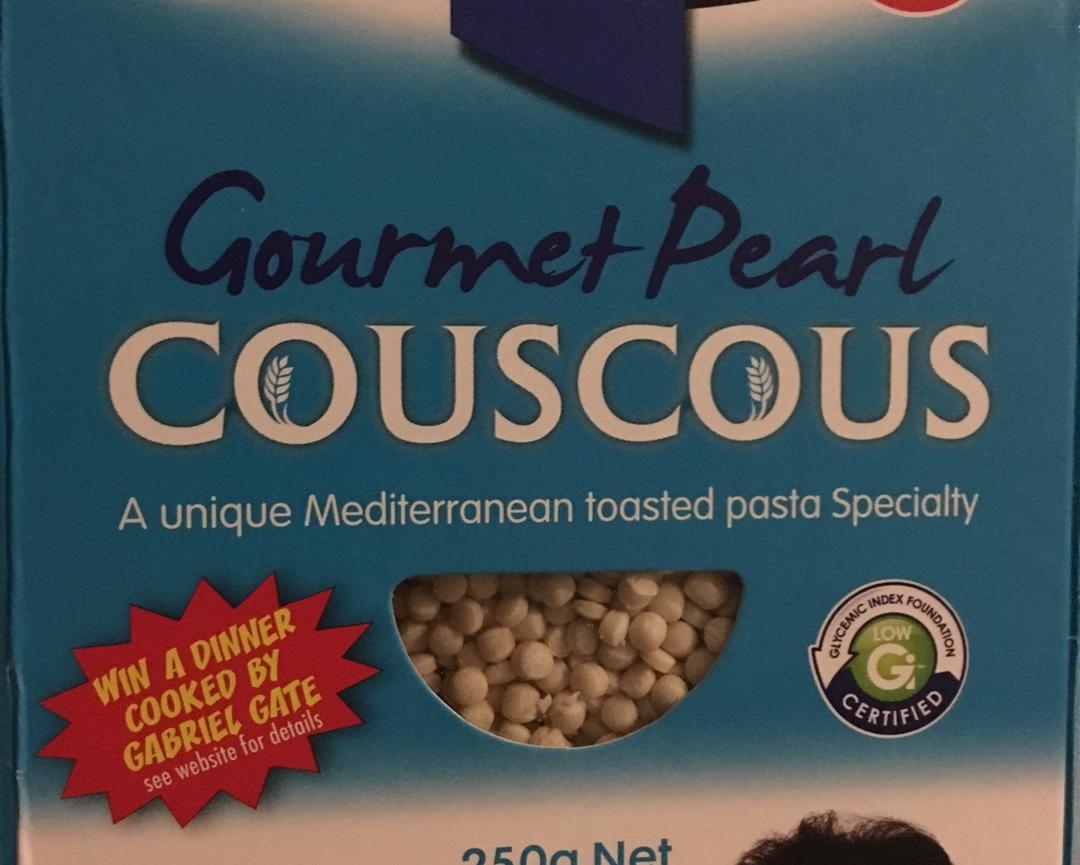 Gourmet Pearl
COUSCOUS
A unique Mediterranean toasted pasta Specialty
WIN A DINNER
COOKED BY
GABRIEL GATE
see website for details
GLYCEMIC INDEX FOUNDATION
LOW
Gi
CERTIFIED
250g Net